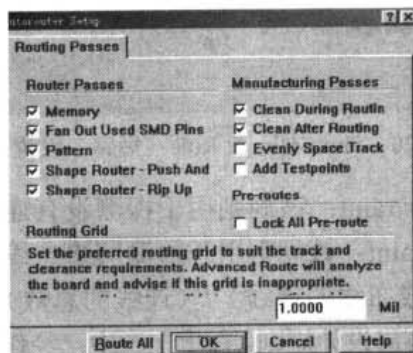 Autorouter Setup
Routing Passes
Router Passes
Memory
Fan Out Used SMD Pins
Pattern
Shape Router - Push And
Shape Router - Rip Up
Manufacturing Passes
Clean During Routin
Clean After Routing
Evenly Space Track
Add Testpoints
Pre-routes
Lock All Pre-route
Routing Grid
Set the preferred routing grid to suit the track and
clearance requirements. Advanced Route will analyze
the board and advise if this grid is inappropriate.
1.0000 Mil
Route All OK Cancel Help